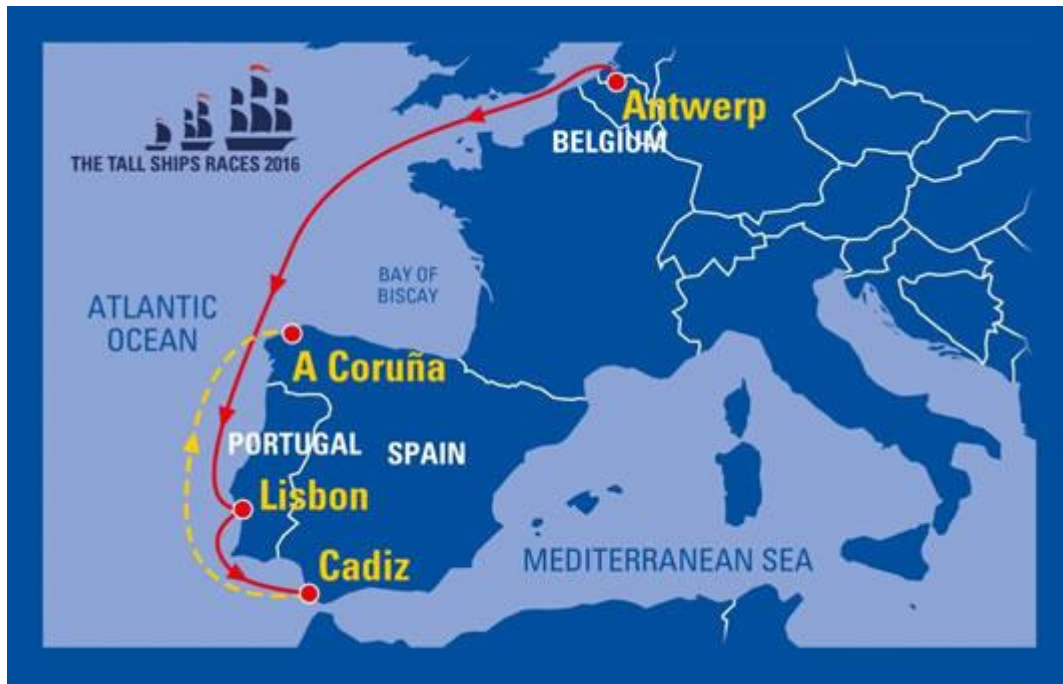 THE TALL SHIPS RACES 2016
Antwerp
BELGIUM
BAY OF
BISCAY
ATLANTIC
OCEAN
A Coruña
PORTUGAL
SPAIN
Lisbon
Cadiz
MEDITERRANEAN SEA